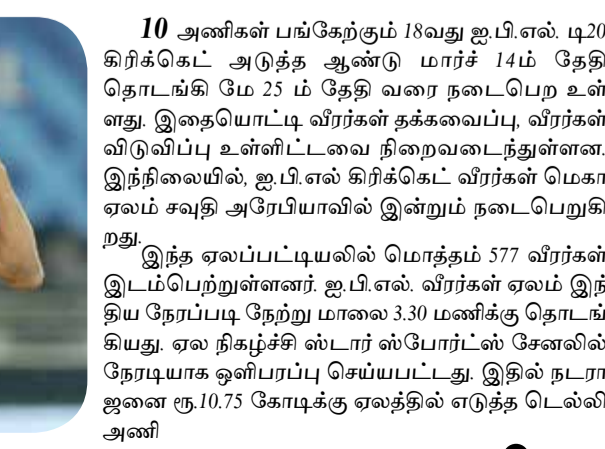 10 அணிகள் பங்கேற்கும் 18வது ஐ.பி.எல். டி20
கிரிக்கெட் அடுத்த ஆண்டு மார்ச் 14ம் தேதி
தொடங்கி மே 25 ம் தேதி வரை நடைபெற உள்
ளது. இதையொட்டி வீரர்கள் தக்கவைப்பு, வீரர்கள்
விடுவிப்பு உள்ளிட்டவை நிறைவடைந்துள்ளன.
இந்நிலையில், ஐ.பி.எல் கிரிக்கெட் வீரர்கள் மெகா
ஏலம் சவுதி அரேபியாவில் இன்றும் நடைபெறுகி
றது.
இந்த ஏலப்பட்டியலில் மொத்தம் 577 வீரர்கள்
இடம்பெற்றுள்ளனர். ஐ.பி.எல். வீரர்கள் ஏலம் இந்
திய நேரப்படி நேற்று மாலை 3.30 மணிக்கு தொடங்
கியது. ஏல நிகழ்ச்சி ஸ்டார் ஸ்போர்ட்ஸ் சேனலில்
நேரடியாக ஒளிபரப்பு செய்யபட்டது. இதில் நடரா
ஜனை ரூ.10.75 கோடிக்கு ஏலத்தில் எடுத்த டெல்லி
அணி